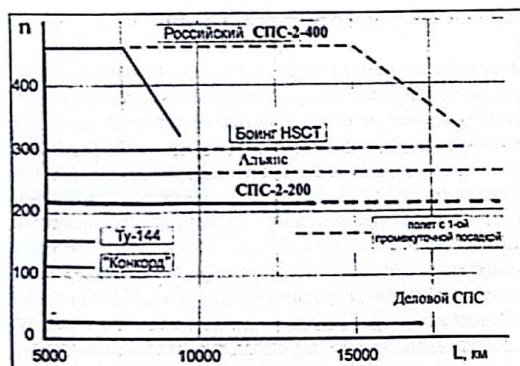 n
Российский СПС-2-400
400
Боинг HSCT
300
Альянс
СПС-2-200
200
Ту-144
полет с 1-ой
промежуточной посадкой
"Конкорд"
100
Деловой СПС
0
5000 10000 15000 L, км